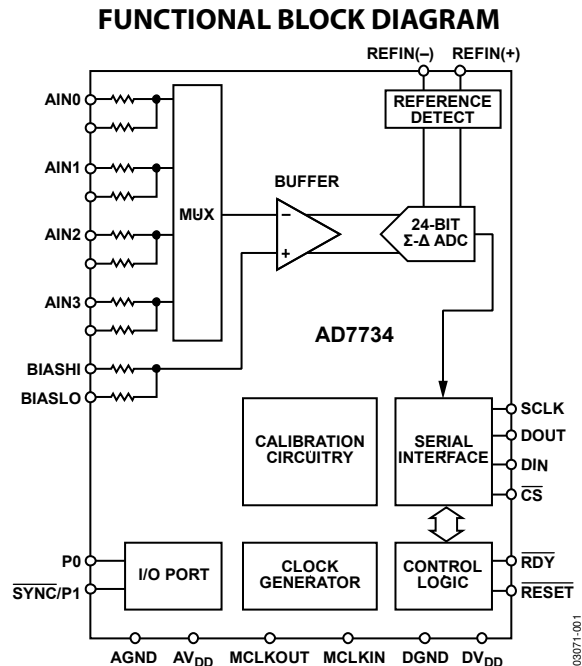 FUNCTIONAL BLOCK DIAGRAM
REFIN(–) REFIN(+)
REFERENCE
DETECT
AIN0
AIN1
BUFFER
MUX
–
24-BIT
Σ-Δ ADC
AIN2
+
AIN3
AD7734
BIASHI
BIASLO
SCLK
DOUT
CALIBRATION
CIRCUITRY
SERIAL
INTERFACE
DIN
CS
P0
I/O PORT
CLOCK
GENERATOR
CONTROL
LOGIC
RDY
SYNC/P1
RESET
AGND AVDD MCLKOUT MCLKIN DGND DVDD
03071-001